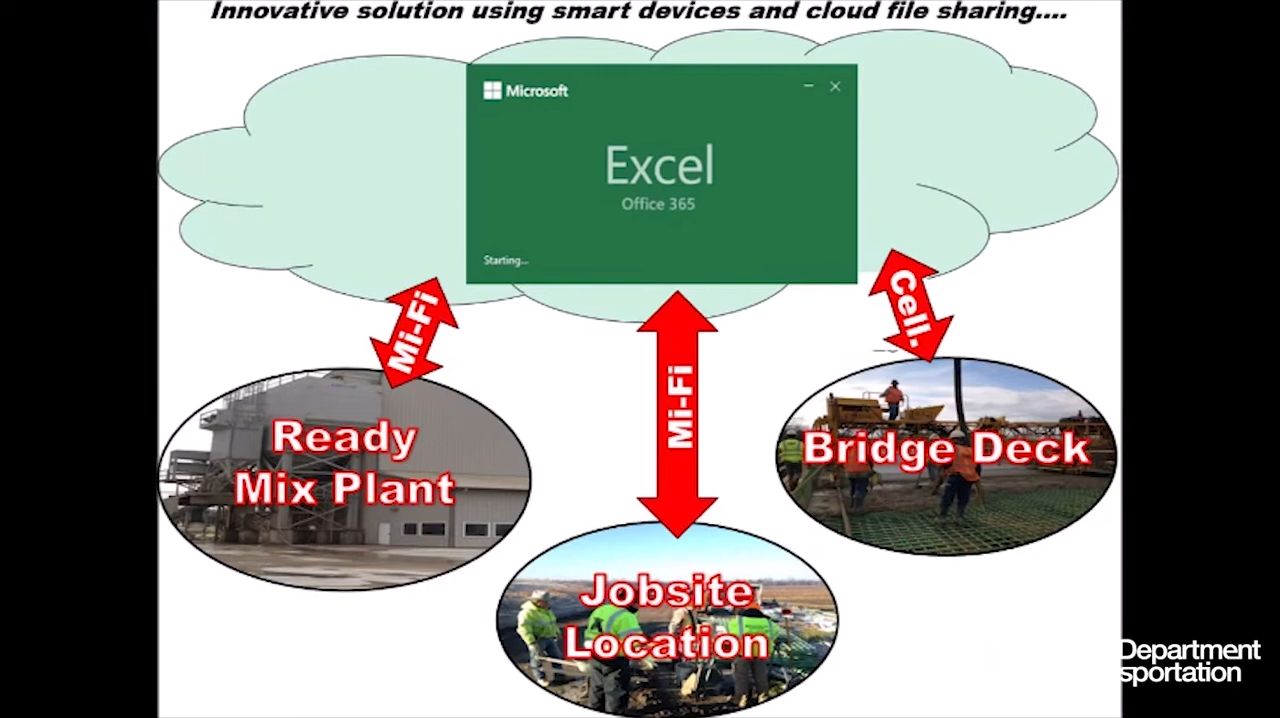 Innovative solution using smart devices and cloud file sharing....
Microsoft
Excel
Office 365
Starting...
Mi-Fi
Mi-Fi
Cell.
Ready
Mix Plant
Bridge Deck
Jobsite
Location
Department
sportation